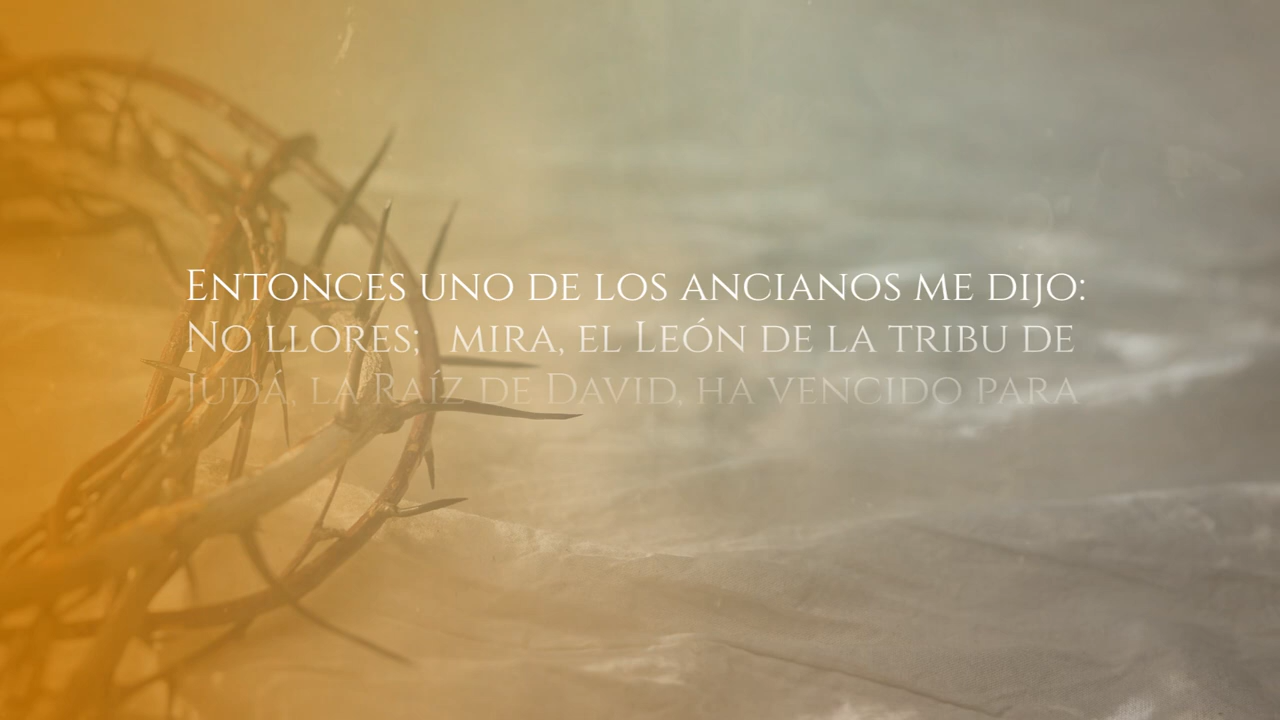 Entonces uno de los ancianos me dijo:
No llores; mira, el León de la tribu de
Judá, la Raíz de David, ha vencido para